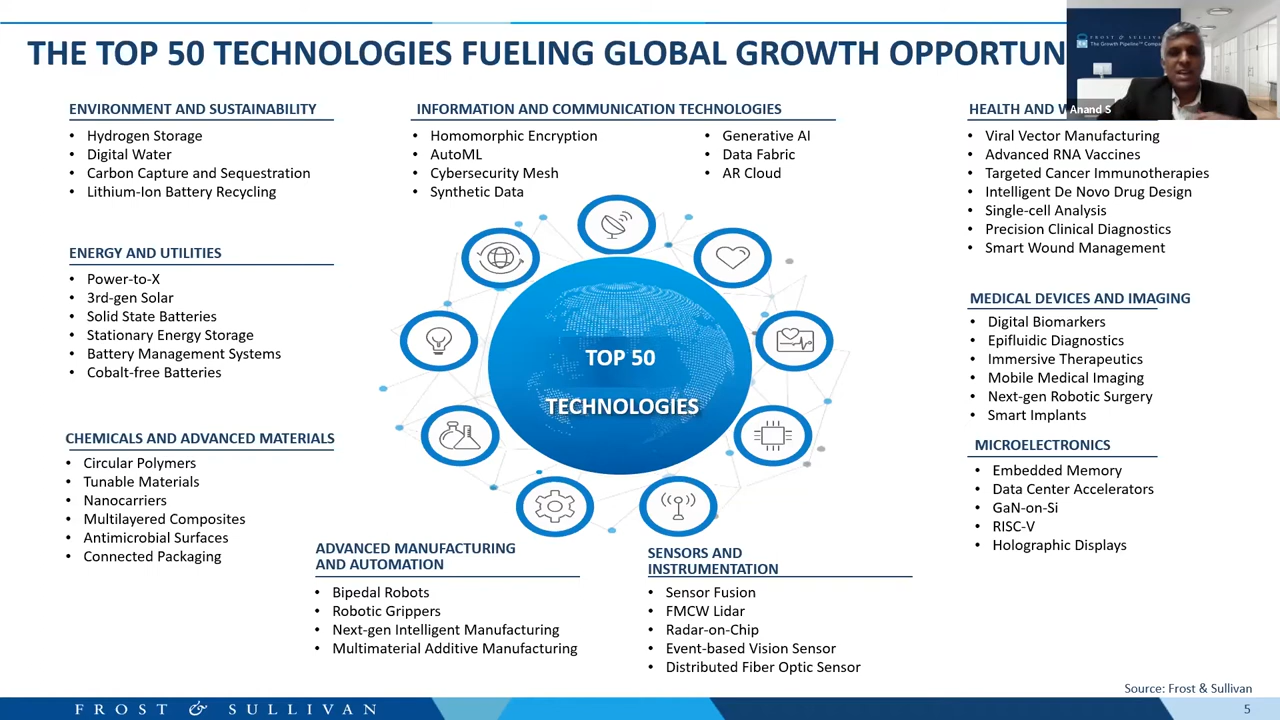 THE TOP 50 TECHNOLOGIES FUELING GLOBAL GROWTH
FROST & SULLIVAN
The Growth Pipeline™
Anand S
ENVIRONMENT AND SUSTAINABILITY
• Hydrogen Storage
• Digital Water
• Carbon Capture and Sequestration
• Lithium-Ion Battery Recycling
ENERGY AND UTILITIES
• Power-to-X
• 3rd-gen Solar
• Solid State Batteries
• Stationary Energy Storage
• Battery Management Systems
• Cobalt-free Batteries
CHEMICALS AND ADVANCED MATERIALS
• Circular Polymers
• Tunable Materials
• Nanocarriers
• Multilayered Composites
• Antimicrobial Surfaces
• Connected Packaging
INFORMATION AND COMMUNICATION TECHNOLOGIES
• Homomorphic Encryption
• AutoML
• Cybersecurity Mesh
• Synthetic Data
• Generative AI
• Data Fabric
• AR Cloud
TOP 50
TECHNOLOGIES
ADVANCED MANUFACTURING
AND AUTOMATION
• Bipedal Robots
• Robotic Grippers
• Next-gen Intelligent Manufacturing
• Multimaterial Additive Manufacturing
SENSORS AND
INSTRUMENTATION
• Sensor Fusion
• FMCW Lidar
• Radar-on-Chip
• Event-based Vision Sensor
• Distributed Fiber Optic Sensor
HEALTH AND
• Viral Vector Manufacturing
• Advanced RNA Vaccines
• Targeted Cancer Immunotherapies
• Intelligent De Novo Drug Design
• Single-cell Analysis
• Precision Clinical Diagnostics
• Smart Wound Management
MEDICAL DEVICES AND IMAGING
• Digital Biomarkers
• Epifluidic Diagnostics
• Immersive Therapeutics
• Mobile Medical Imaging
• Next-gen Robotic Surgery
• Smart Implants
MICROELECTRONICS
• Embedded Memory
• Data Center Accelerators
• GaN-on-Si
• RISC-V
• Holographic Displays
Source: Frost & Sullivan
FROST & SULLIVAN
5